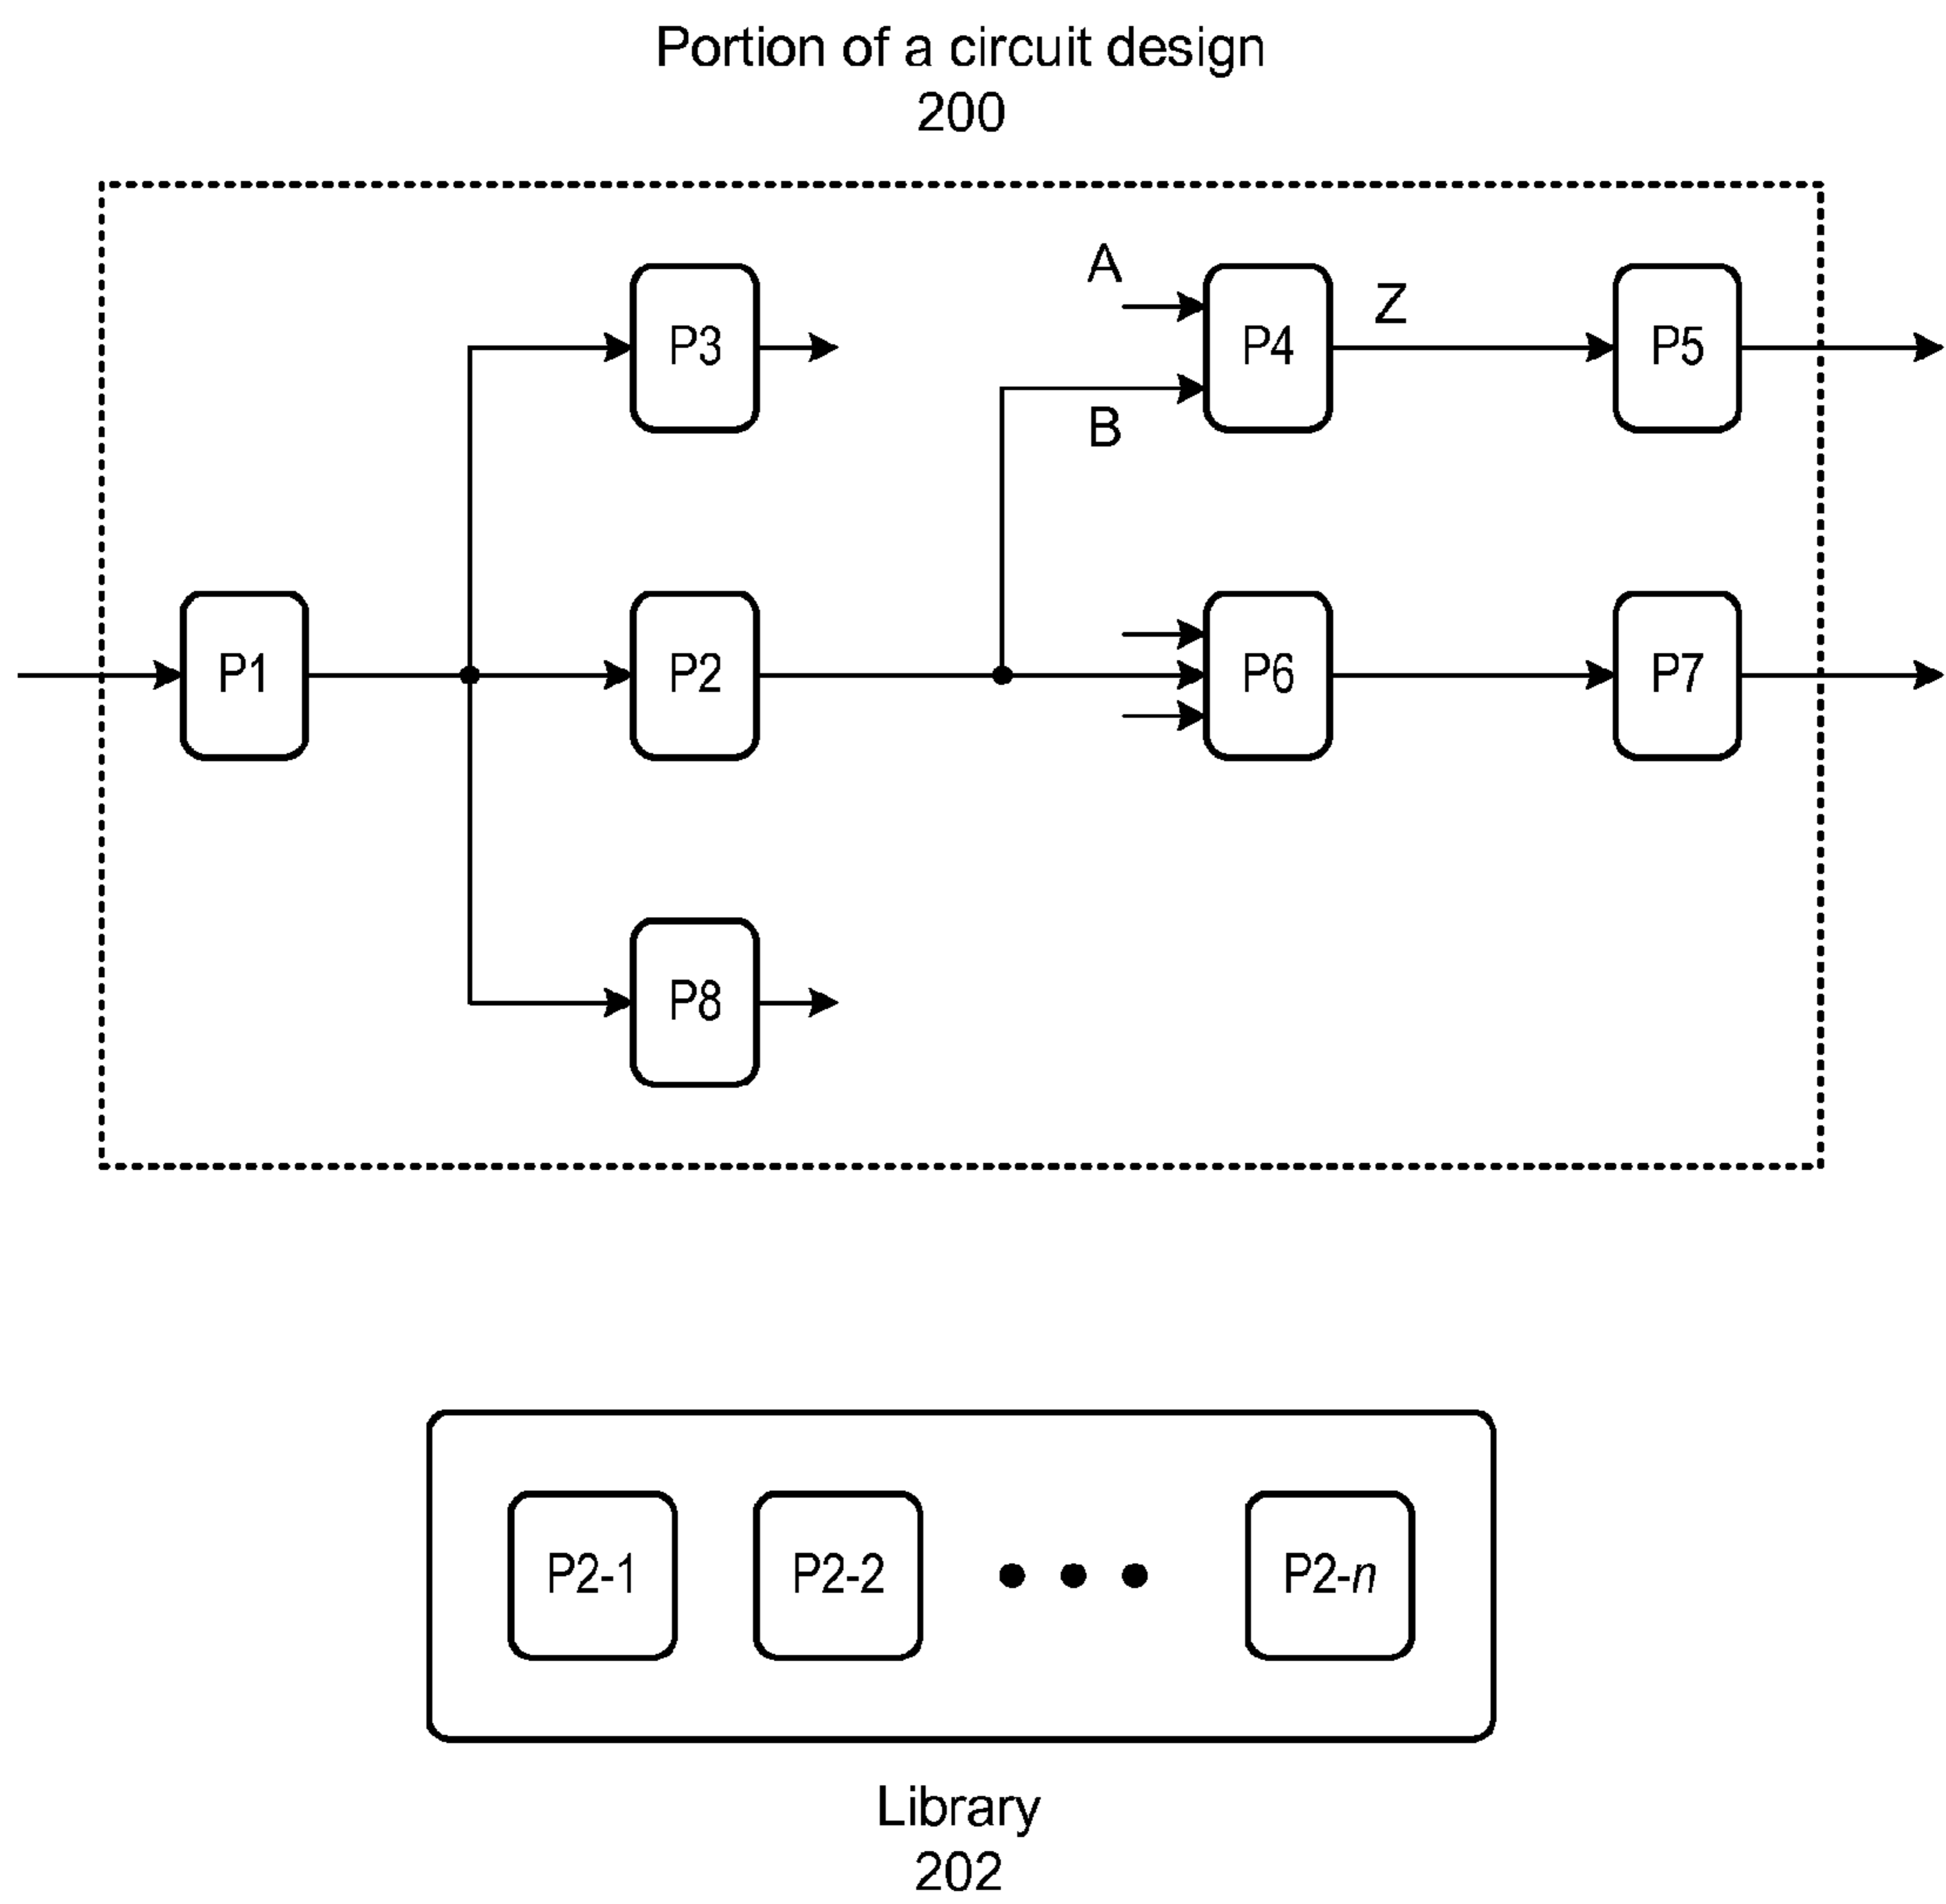 Portion of a circuit design
200
A
P3
P4
Z
P5
B
P1
P2
P6
P7
P8
P2-1
P2-2
P2-n
Library
202